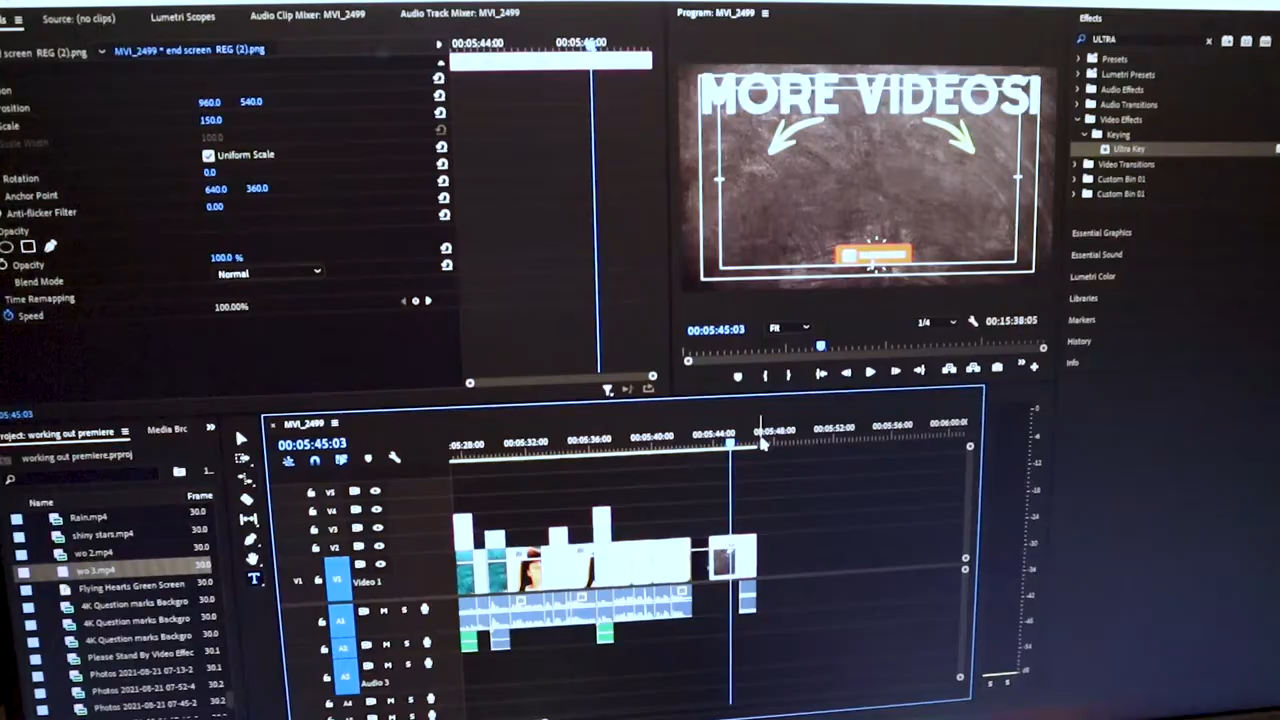 Source: (no clips)
Lumetri Scopes
Audio Clip Mixer: MVI_2499
Audio Track Mixer: MVI_2499
screen REG (2).png
MVI_2499 * end screen REG (2).png
00:05:44:00
960.0 540.0
150.0
100.0
Uniform Scale
Rotation
0.0
Anchor Point
640.0 360.0
Anti-flicker Filter
0.00
Opacity
100.0 %
Blend Mode
Normal
Time Remapping
Speed
100.00%
Program: MVI_2499
MORE VIDEOS!
00:05:45:03
Fit
1/4
00:15:38:05
Effects
ULTRA
Presets
Lumetri Presets
Audio Effects
Audio Transitions
Video Effects
Keying
Ultra Key
Video Transitions
Custom Bin 01
Custom Bin 01
Essential Graphics
Essential Sound
Lumetri Color
Libraries
Markers
History
Info
05:45:03
roject: working out premiere
Media Brc
working out premiere.prproj
1...
Name
Frame
Rain.mp4
30.0
shiny stars.mp4
30.0
wo 2.mp4
30.0
wo 3.mp4
30.0
Flying Hearts Green Screen
30.0
4K Question marks Backgro
30.0
4K Question marks Backgro
30.0
4K Question marks Backgro
30.0
Please Stand By Video Effec
30.1
Photos 2021-08-21 07-13-2
30.1
Photos 2021-08-21 07-52-4
30.2
Photos 2021-08-21 07-45-2
30.2
MVI_2499
00:05:45:03
:05:28:00
00:05:32:00
00:05:36:00
00:05:40:00
00:05:44:00
00:05:48:00
00:05:52:00
00:05:56:00
00:06:00:00
V5
V4
V3
V2
V1
V1
Video 1
A1
M S
A2
M S
A3
M S
Audio 3
A4
M S